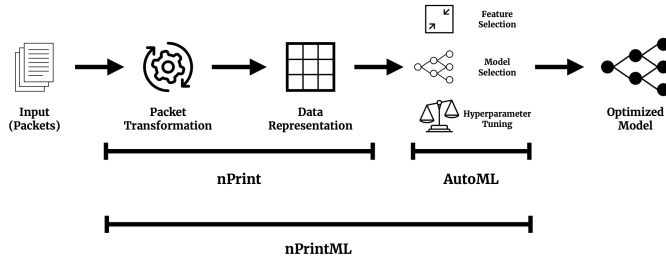 Feature
Selection
Model
Selection
Hyperparameter
Tuning
Input
(Packets)
Packet
Transformation
Data
Representation
Optimized
Model
nPrint
AutoML
nPrintML